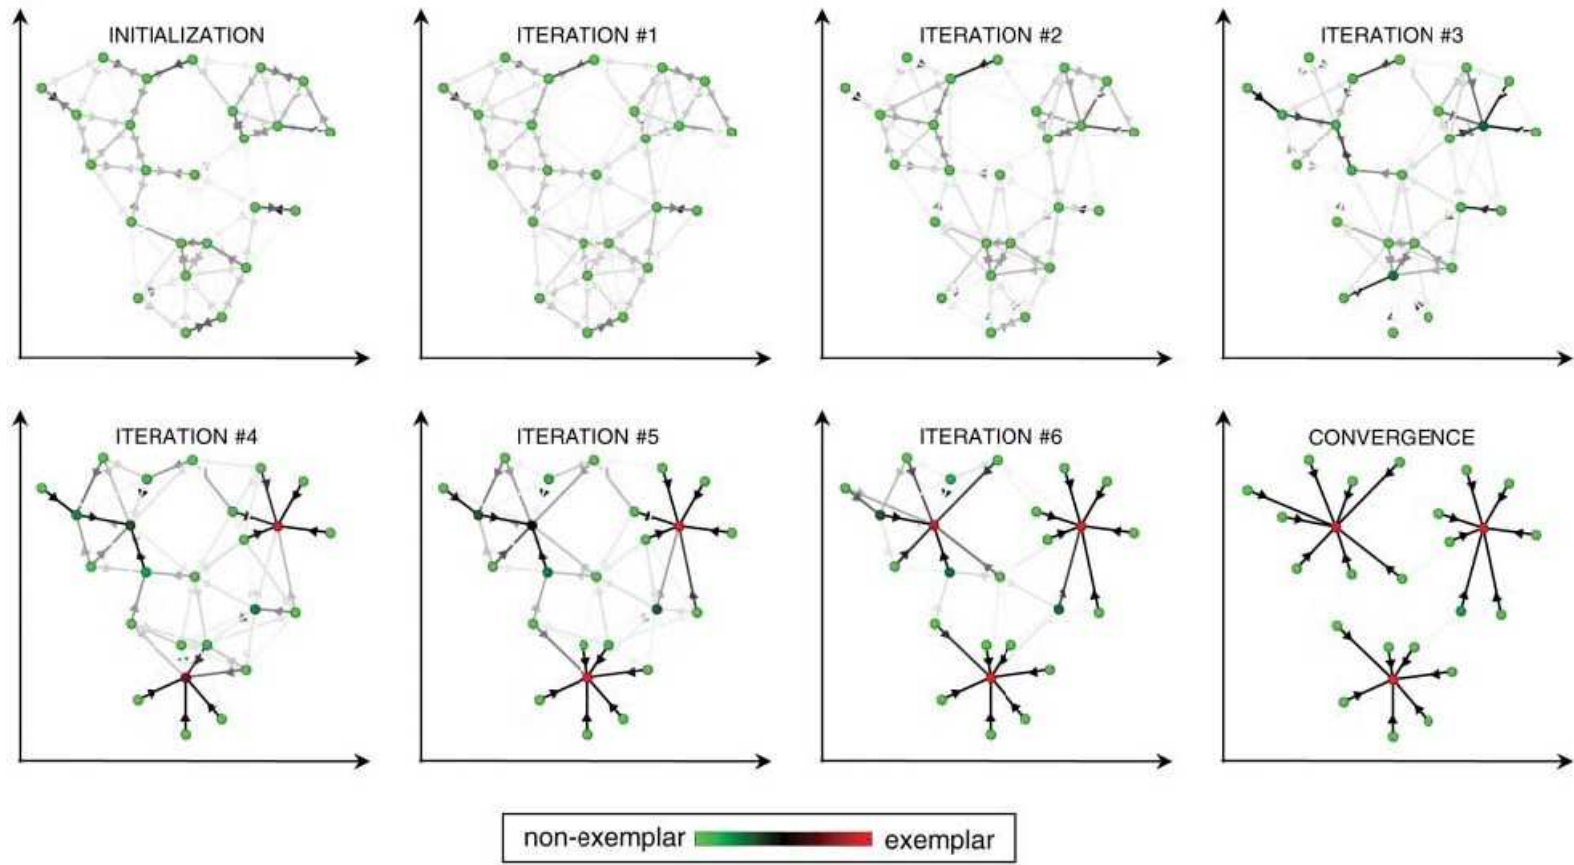 INITIALIZATION
ITERATION #1
ITERATION #2
ITERATION #3
ITERATION #4
ITERATION #5
ITERATION #6
CONVERGENCE
non-exemplar exemplar